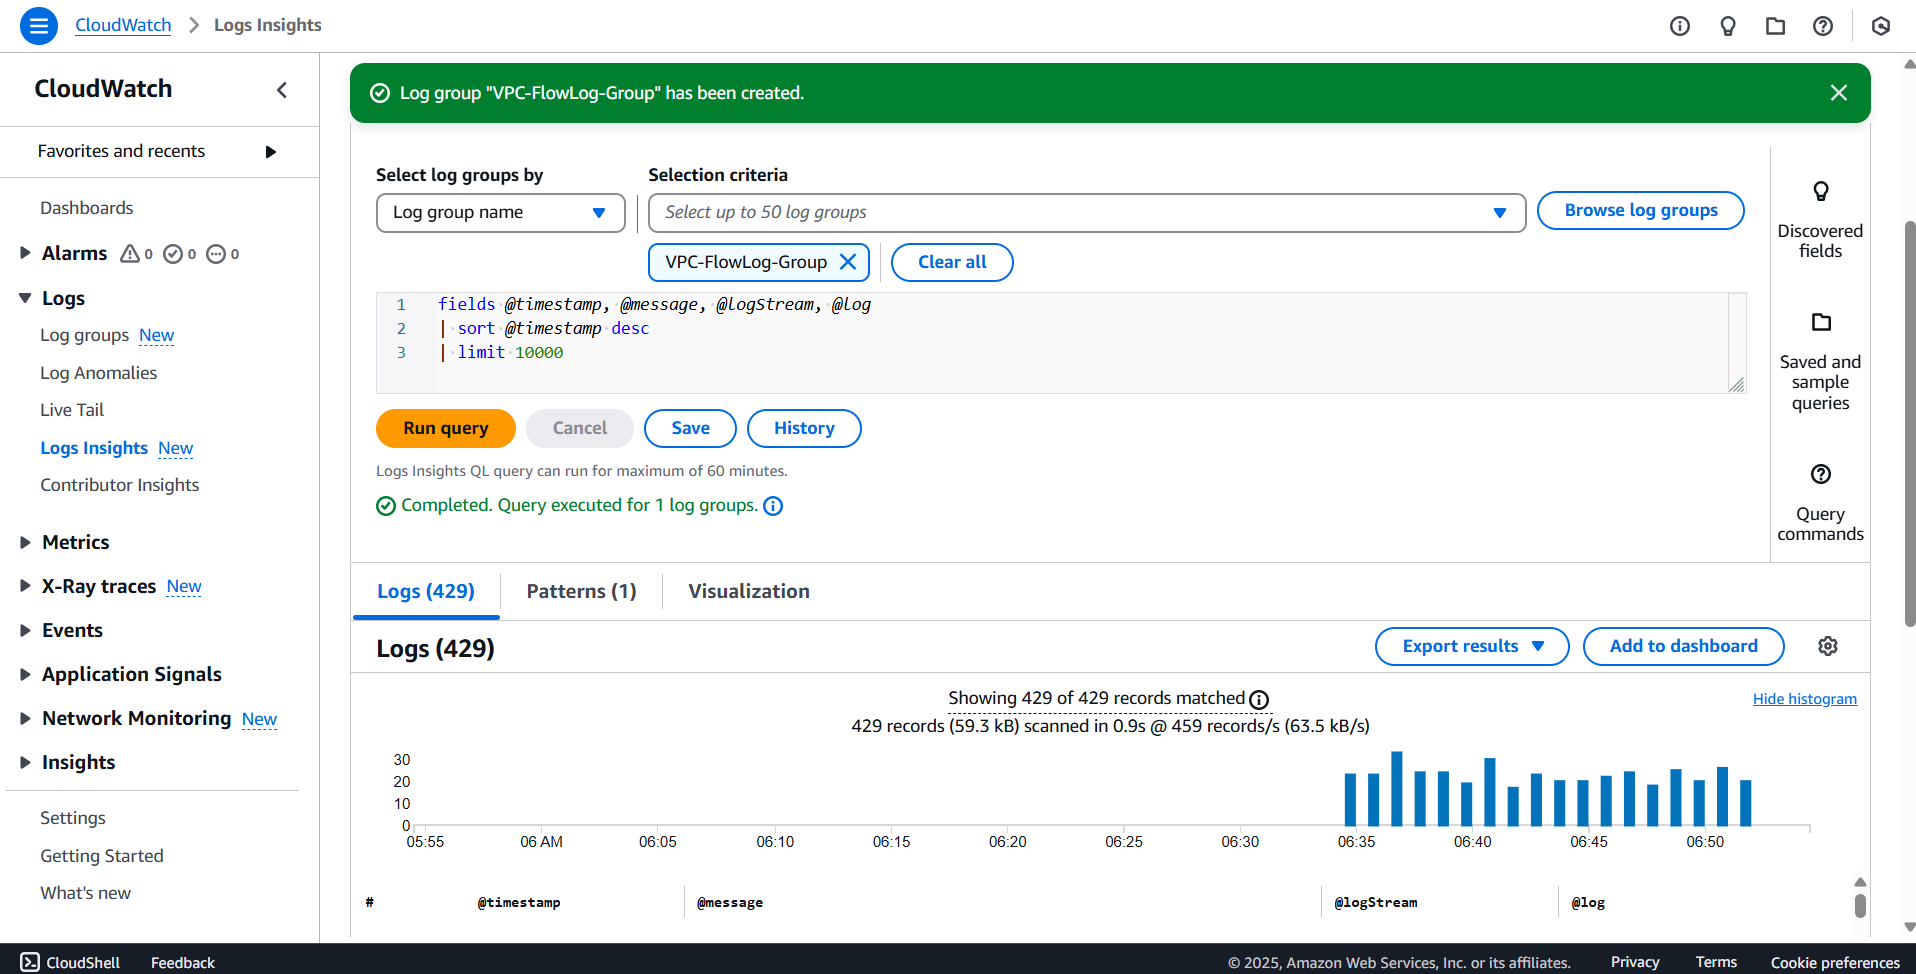 CloudWatch > Logs Insights
CloudWatch
Favorites and recents
Dashboards
Alarms 0 0 0
Logs
Log groups New
Log Anomalies
Live Tail
Logs Insights New
Contributor Insights
Metrics
X-Ray traces New
Events
Application Signals
Network Monitoring New
Insights
Settings
Getting Started
What's new
Log group "VPC-FlowLog-Group" has been created.
Select log groups by
Selection criteria
Log group name
Select up to 50 log groups
Browse log groups
VPC-FlowLog-Group
Clear all
1 fields @timestamp, @message, @logStream, @log
2 | sort @timestamp desc
3 | limit 10000
Run query
Cancel
Save
History
Logs Insights QL query can run for maximum of 60 minutes.
Completed. Query executed for 1 log groups.
Discovered
fields
Saved and
sample
queries
Query
commands
Logs (429)
Patterns (1)
Visualization
Logs (429)
Export results
Add to dashboard
Showing 429 of 429 records matched
429 records (59.3 kB) scanned in 0.9s @ 459 records/s (63.5 kB/s)
Hide histogram
30
20
10
0
05:55 06 AM 06:05 06:10 06:15 06:20 06:25 06:30 06:35 06:40 06:45 06:50
# @timestamp @message @logStream @log
CloudShell Feedback © 2025, Amazon Web Services, Inc. or its affiliates. Privacy Terms Cookie preferences